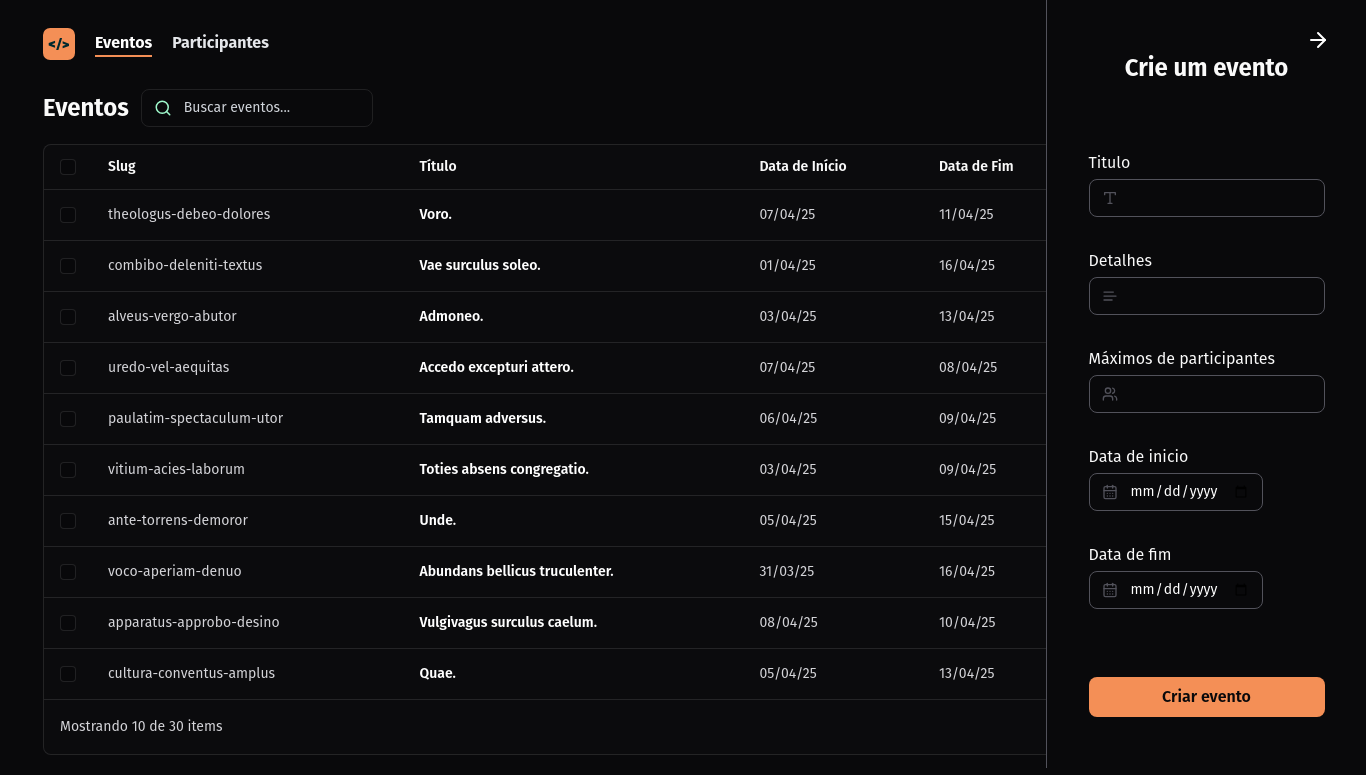 </> Eventos Participantes
Eventos Buscar eventos...
Slug Título Data de Início Data de Fim
theologus-debeo-dolores Voro. 07/04/25 11/04/25
combibo-deleniti-textus Vae surculus soleo. 01/04/25 16/04/25
alveus-vergo-abutor Admoneo. 03/04/25 13/04/25
uredo-vel-aequitas Accedo excepturi attero. 07/04/25 08/04/25
paulatim-spectaculum-utor Tamquam adversus. 06/04/25 09/04/25
vitium-acies-laborum Toties absens congregatio. 03/04/25 09/04/25
ante-torrens-demoror Unde. 05/04/25 15/04/25
voco-aperiam-denuo Abundans bellicus truculenter. 31/03/25 16/04/25
apparatus-approbo-desino Vulgivagus surculus caelum. 08/04/25 10/04/25
cultura-conventus-amplus Quae. 05/04/25 13/04/25
Mostrando 10 de 30 items
Crie um evento
Titulo
Detalhes
Máximos de participantes
Data de inicio
mm/dd/yyyy
Data de fim
mm/dd/yyyy
Criar evento